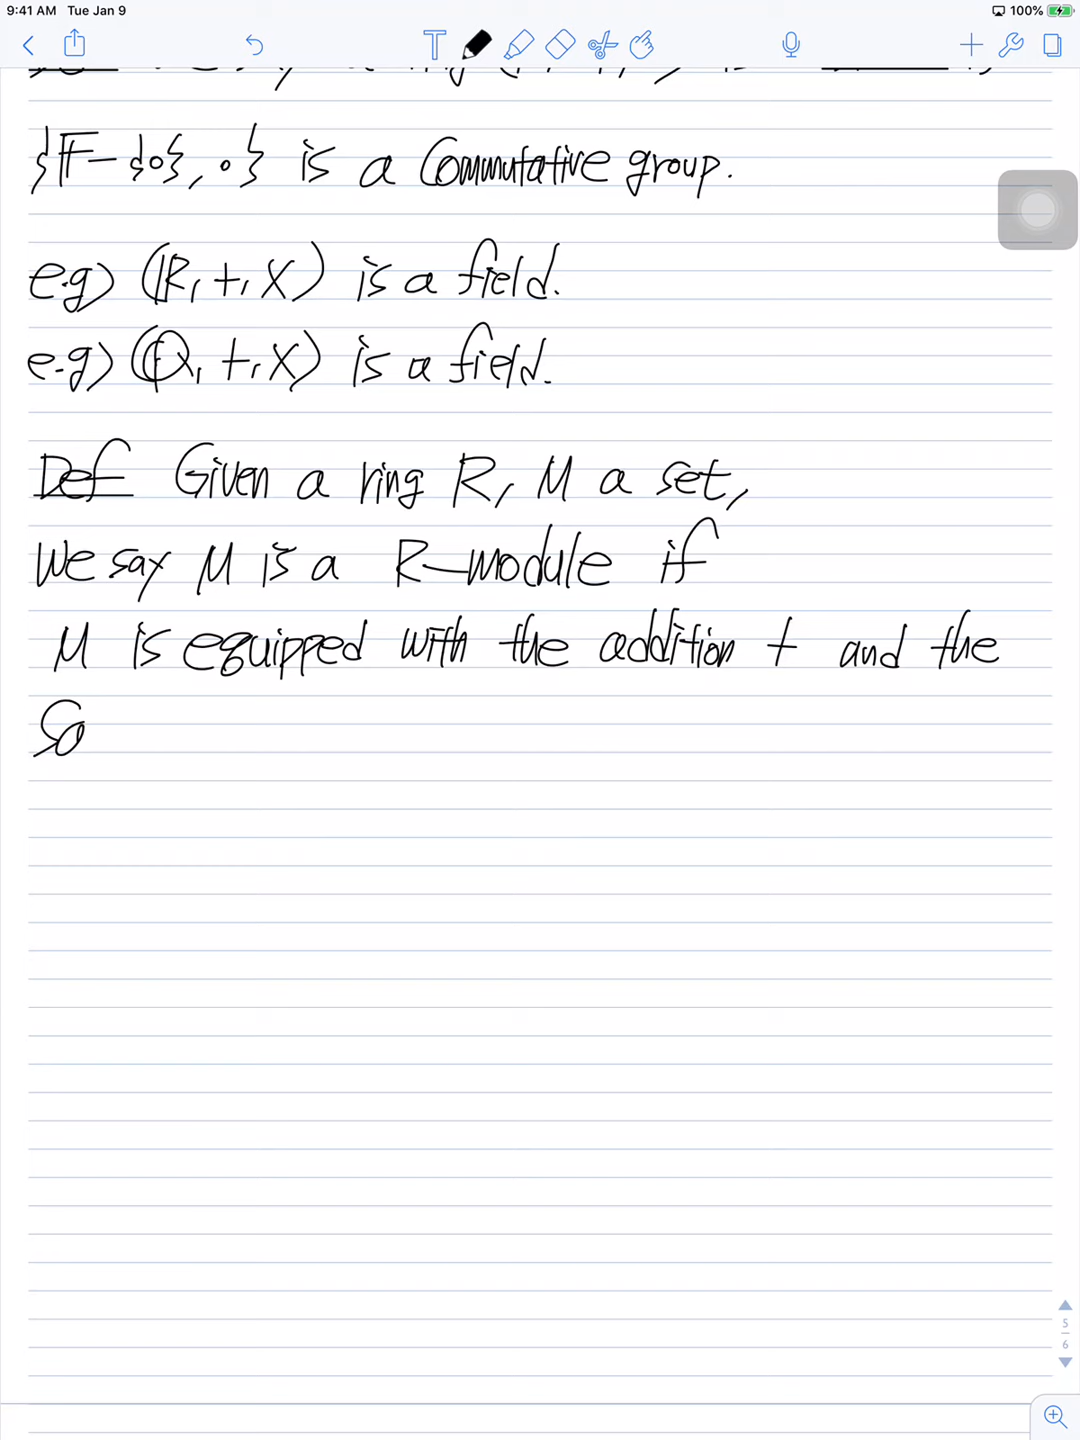 9:41 AM Tue Jan 9
100%
{𝔽-{0}, ∘} is a commutative group.
e.g) (ℝ, +, ×) is a field.
e.g) (ℚ, +, ×) is a field.
Def Given a ring R, M a set,
We say M is a R-module if
M is equipped with the addition + and the
Sc
5
6